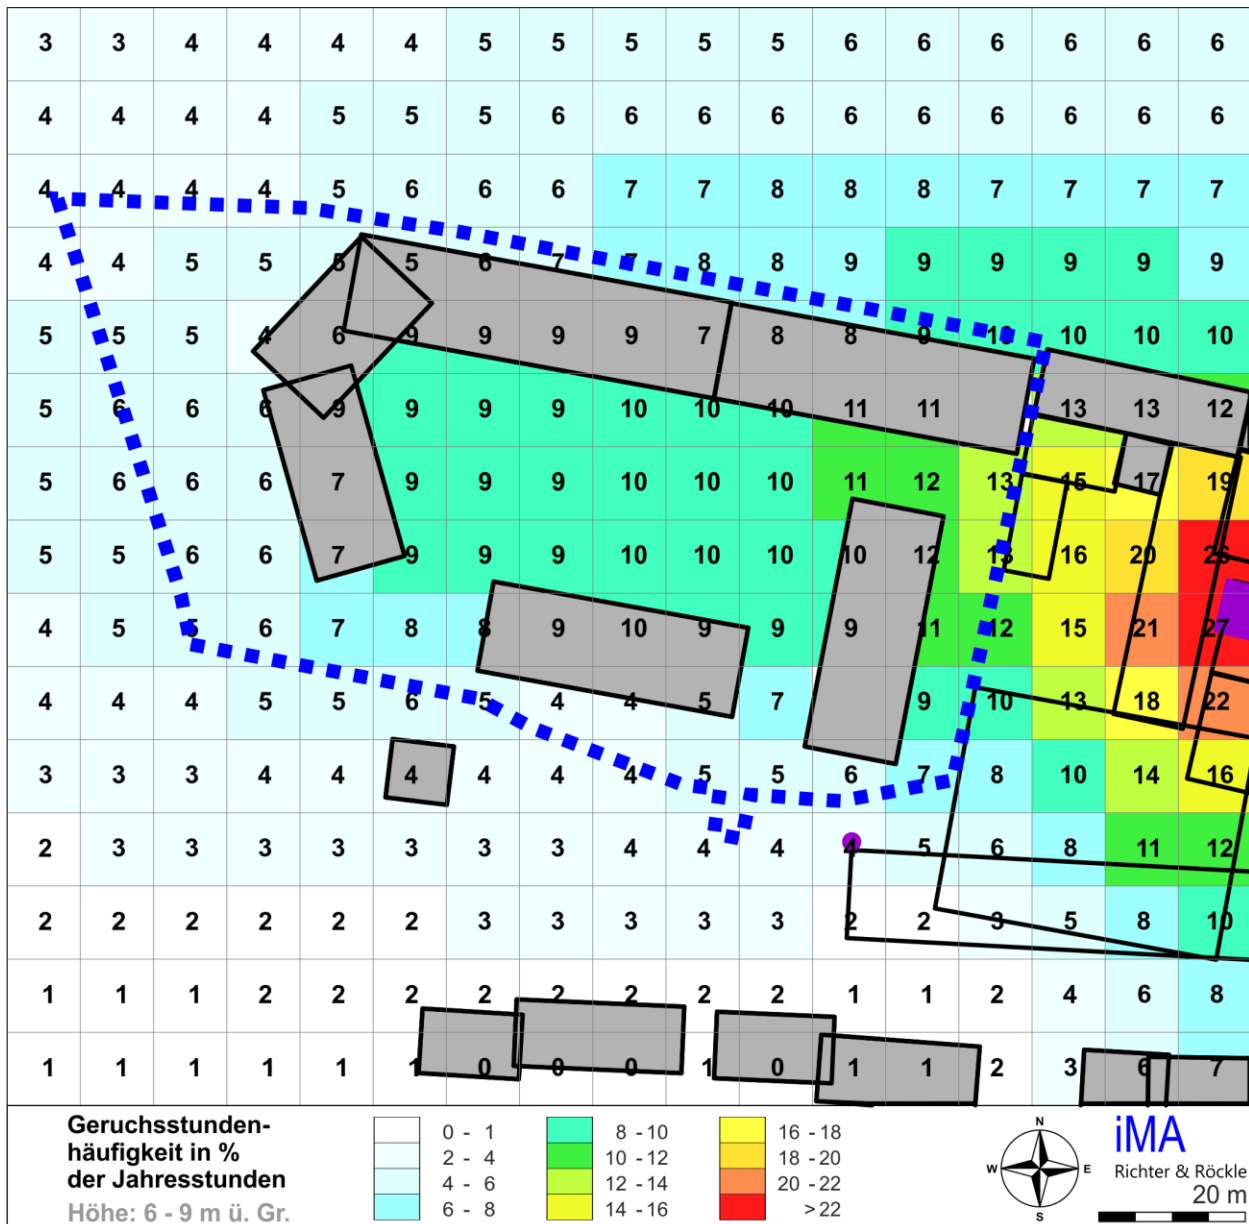 3 3 4 4 4 4 5 5 5 5 5 6 6 6 6 6 6
4 4 4 4 5 5 5 6 6 6 6 6 6 6 6 6 6
4 4 4 4 5 6 6 6 7 7 8 8 8 7 7 7 7
4 4 5 5 5 5 6 7 7 8 8 9 9 9 9 9 9
5 5 5 4 6 9 9 9 9 7 8 8 9 10 10 10 10
5 6 6 6 9 9 9 9 10 10 10 11 11 13 13 12
5 6 6 6 7 9 9 9 10 10 10 11 12 13 15 17 19
5 5 6 6 7 9 9 9 10 10 10 10 12 13 16 20 26
4 5 5 6 7 8 8 9 10 9 9 9 11 12 15 21 27
4 4 4 5 5 6 5 4 4 5 7 9 10 13 18 22
3 3 3 4 4 4 4 4 4 5 5 6 7 8 10 14 16
2 3 3 3 3 3 3 3 4 4 4 4 5 6 8 11 12
2 2 2 2 2 2 3 3 3 3 3 2 2 3 5 8 10
1 1 1 2 2 2 2 2 2 2 2 1 1 2 4 6 8
1 1 1 1 1 1 0 0 0 1 0 1 1 2 3 6 7
Geruchsstunden-
häufigkeit in %
der Jahresstunden
Höhe: 6 - 9 m ü. Gr.
0 - 1
2 - 4
4 - 6
6 - 8
8 - 10
10 - 12
12 - 14
14 - 16
16 - 18
18 - 20
20 - 22
>22
N
W E
S
iMA
Richter & Röckle
20 m